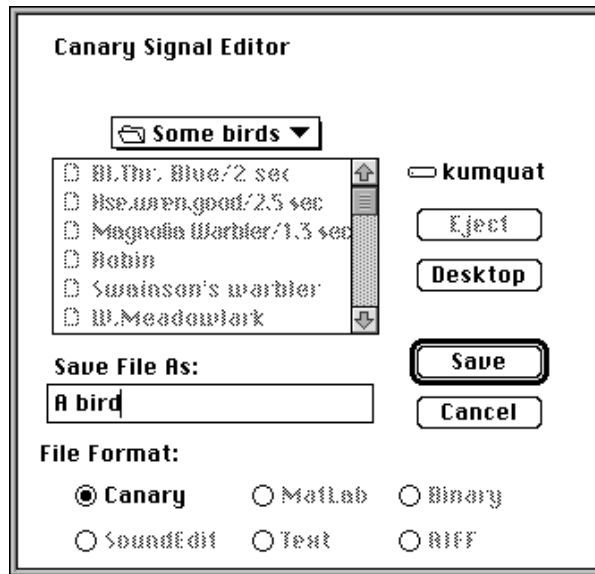 Canary Signal Editor
Some birds
Bl.Thr. Blue/2 sec
Hse.wren.good/2.5 sec
Magnolia Warbler/1.3 sec
Robin
Swainson's warbler
W.Meadowlark
kumquat
Eject
Desktop
Save File As:
A bird
Save
Cancel
File Format:
Canary MatLab Binary
SoundEdit Text AIFF